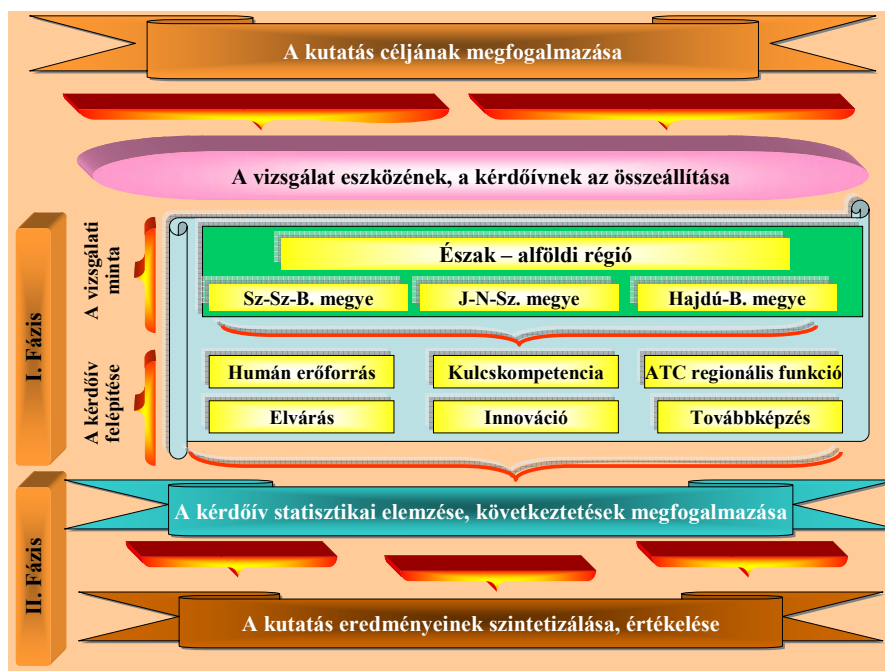 A kutatás céljának megfogalmazása
A vizsgálat eszközének, a kérdőívnek az összeállítása
I. Fázis
A vizsgálati
minta
Észak – alföldi régió
Sz-Sz-B. megye
J-N-Sz. megye
Hajdú-B. megye
A kérdőív
felépítése
Humán erőforrás
Kulcskompetencia
ATC regionális funkció
Elvárás
Innováció
Továbbképzés
II. Fázis
A kérdőív statisztikai elemzése, következtetések megfogalmazása
A kutatás eredményeinek szintetizálása, értékelése